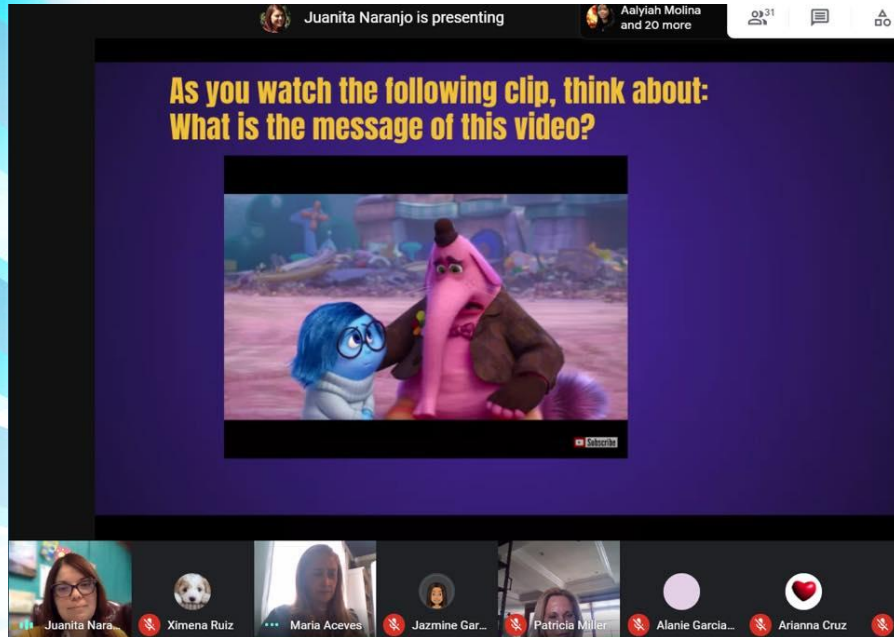 Juanita Naranjo is presenting
Aalyiah Molina
and 20 more
31
As you watch the following clip, think about:
What is the message of this video?
Subscribe
Juanita Nara...
Ximena Ruiz
Maria Aceves
Jazmine Gar...
Patricia Miller
Alanie Garcia...
Arianna Cruz